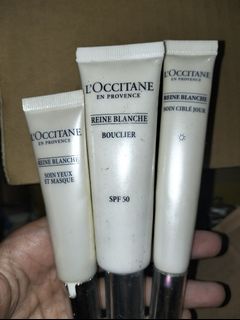 L'OCCITANE
EN PROVENCE
REINE BLANCHE
SOIN YEUX
ET MASQUE
L'OCCITANE
EN PROVENCE
REINE BLANCHE
BOUCLIER
SPF 50
L'OCCITANE
EN PROVENCE
REINE BLANCHE
SOIN CIBLÉ JOUR